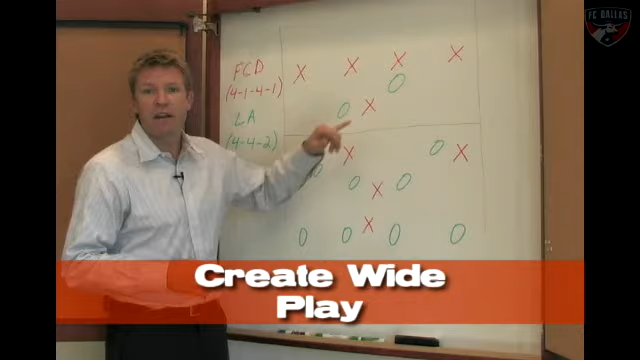 FC DALLAS
FCD
(4-1-4-1)
LA
(4-4-2)
X X X X
O
O X
X O X
O O X O
X
O O O O
Create Wide
Play